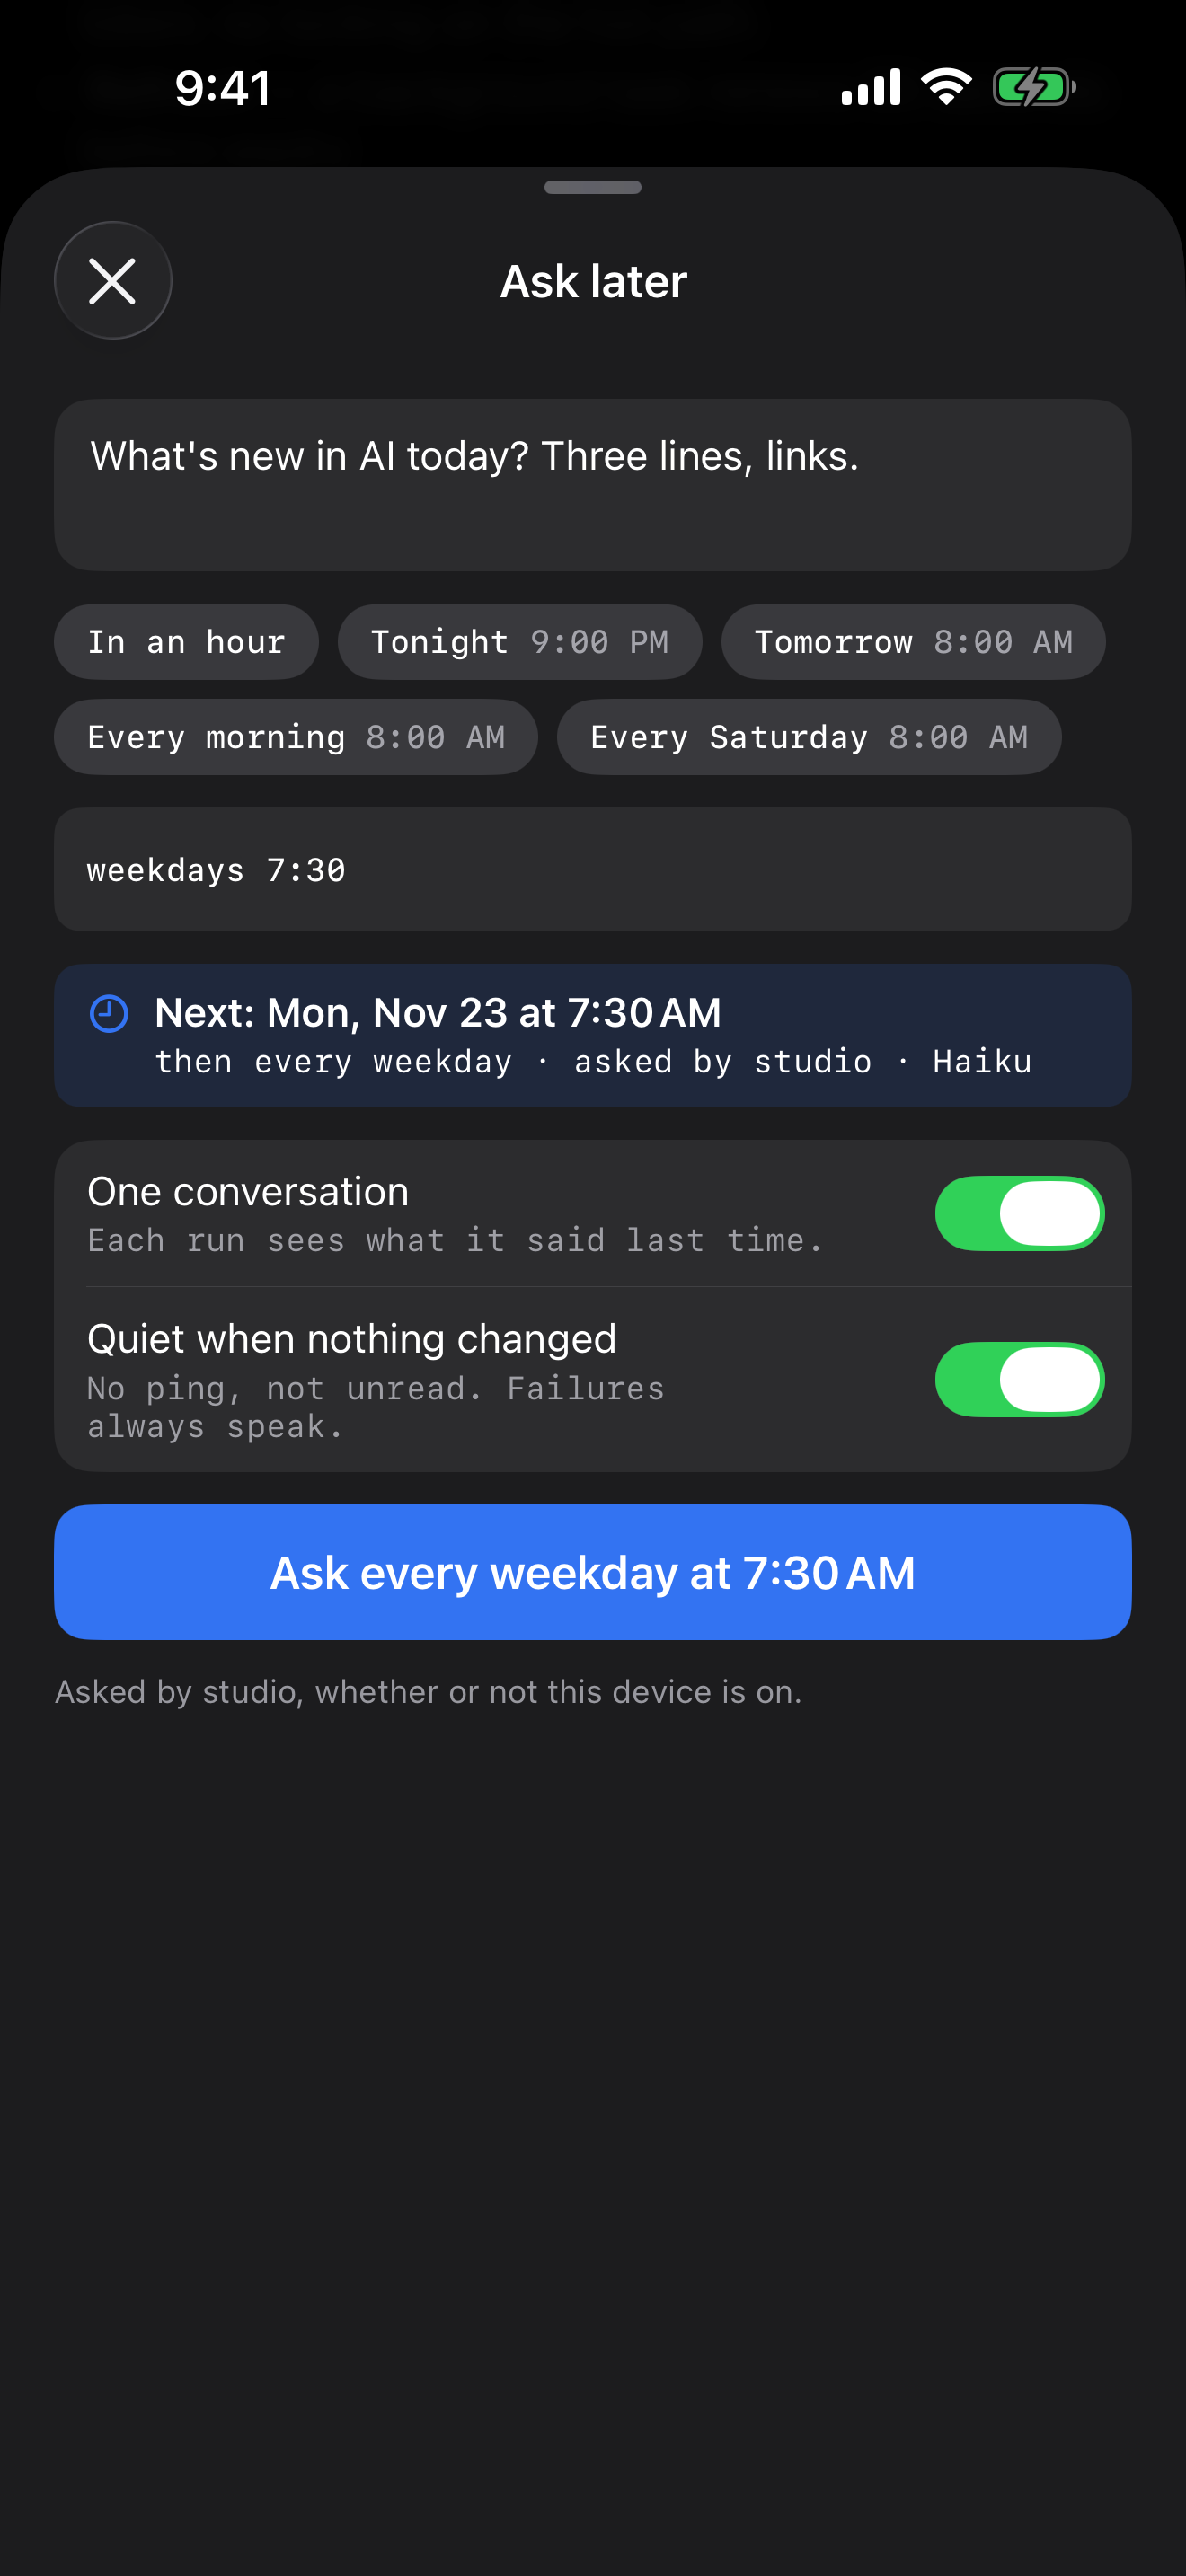 9:41
Ask later
What's new in AI today? Three lines, links.
In an hour
Tonight 9:00 PM
Tomorrow 8:00 AM
Every morning 8:00 AM
Every Saturday 8:00 AM
weekdays 7:30
Next: Mon, Nov 23 at 7:30 AM
then every weekday · asked by studio · Haiku
One conversation
Each run sees what it said last time.
Quiet when nothing changed
No ping, not unread. Failures
always speak.
Ask every weekday at 7:30 AM
Asked by studio, whether or not this device is on.